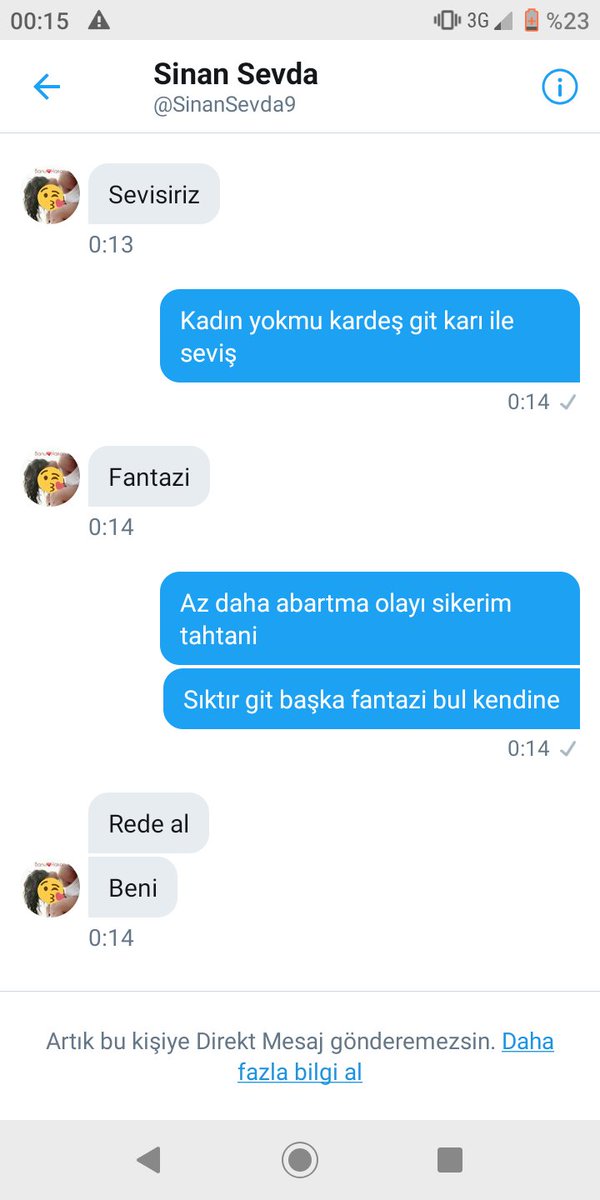 00:15
3G
%23
Sinan Sevda
@SinanSevda9
Sevisiriz
0:13
Kadın yokmu kardeş git karı ile
seviş
0:14
Fantazi
0:14
Az daha abartma olayı sikerim
tahtani
Sıktır git başka fantazi bul kendine
0:14
Rede al
Beni
0:14
Artık bu kişiye Direkt Mesaj gönderemezsin. Daha
fazla bilgi al